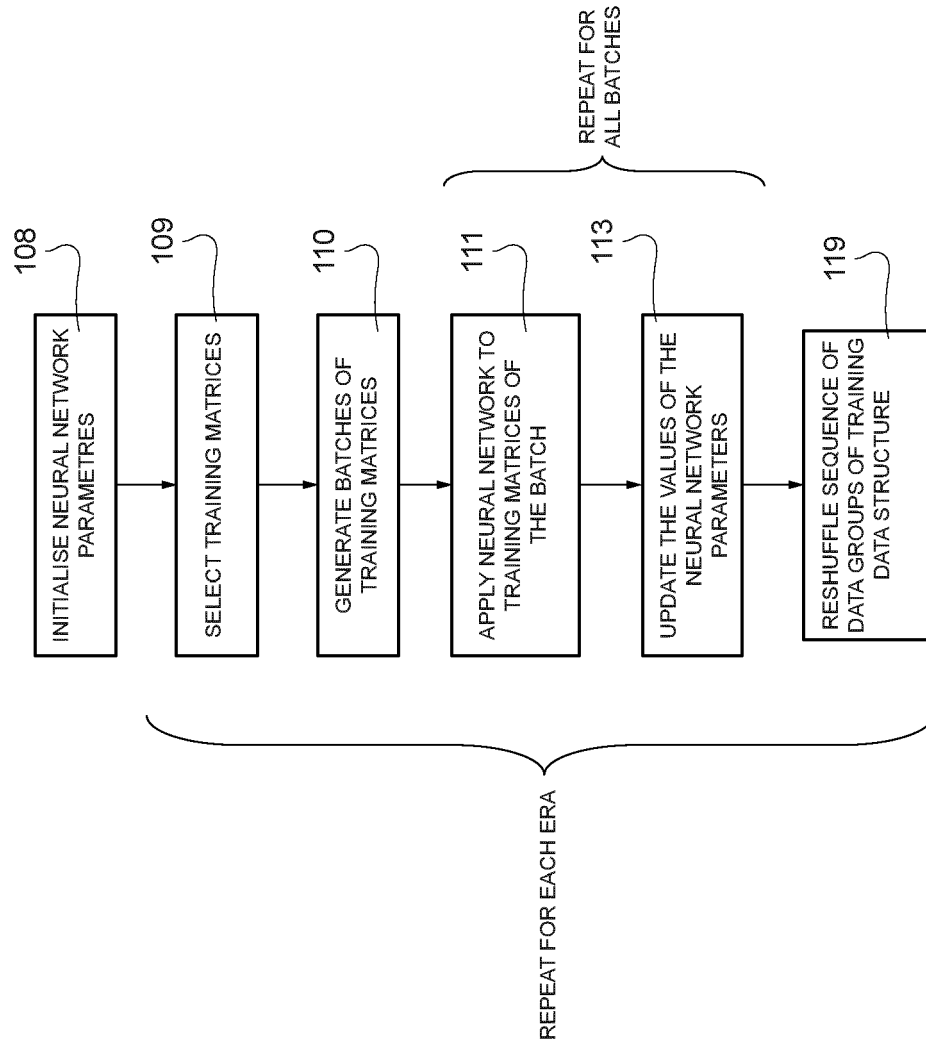 INITIALISE NEURAL NETWORK
PARAMETRES
108
SELECT TRAINING MATRICES
109
GENERATE BATCHES OF
TRAINING MATRICES
110
APPLY NEURAL NETWORK TO
TRAINING MATRICES OF
THE BATCH
111
UPDATE THE VALUES OF THE
NEURAL NETWORK
PARAMETERS
113
RESHUFFLE SEQUENCE OF
DATA GROUPS OF TRAINING
DATA STRUCTURE
119
REPEAT FOR
ALL BATCHES
REPEAT FOR EACH ERA